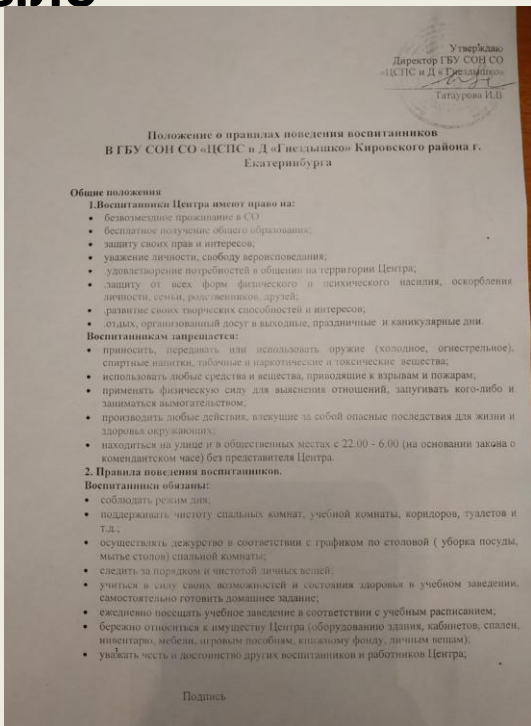 Утверждаю
Директор ГБУ СОН СО
«ЦСПС и Д «Гнездышко»
Татаурова И.В
Положение о правилах поведения воспитанников
В ГБУ СОН СО «ЦСПС и Д «Гнездышко» Кировского района г.
Екатеринбурга
Общие положения
1.Воспитанники Центра имеют право на:
• безвозмездное проживание в СО
• бесплатное получение общего образования;
• защиту своих прав и интересов;
• уважение личности, свободу вероисповедания;
• .удовлетворение потребностей в общении на территории Центра;
• .защиту от всех форм физического и психического насилия, оскорбления
личности, семьи, родственников, друзей;
• .развитие своих творческих способностей и интересов;
• .отдых, организованный досуг в выходные, праздничные и каникулярные дни.
Воспитанникам запрещается:
• приносить, передавать или использовать оружие (холодное, огнестрельное),
спиртные напитки, табачные и наркотические и токсические вещества;
• использовать любые средства и вещества, приводящие к взрывам и пожарам;
• применять физическую силу для выяснения отношений, запугивать кого-либо и
заниматься вымогательством;
• производить любые действия, влекущие за собой опасные последствия для жизни и
здоровья окружающих;
• находиться на улице и в общественных местах с 22.00 - 6.00 (на основании закона о
комендантском часе) без представителя Центра.
2. Правила поведения воспитанников.
Воспитанники обязаны:
• соблюдать режим дня;
• поддерживать чистоту спальных комнат, учебной комнаты, коридоров, туалетов и
т.д.;
• осуществлять дежурство в соответствии с графиком по столовой ( уборка посуды,
мытье столов) спальной комнаты;
• следить за порядком и чистотой личных вещей;
• учиться в силу своих возможностей и состояния здоровья в учебном заведении,
самостоятельно готовить домашнее задание;
• ежедневно посещать учебное заведение в соответствии с учебным расписанием;
• бережно относиться к имуществу Центра (оборудованию здания, кабинетов, спален,
инвентарю, мебели, игровым пособиям, книжному фонду, личным вещам);
• уважать честь и достоинство других воспитанников и работников Центра;
Подпись